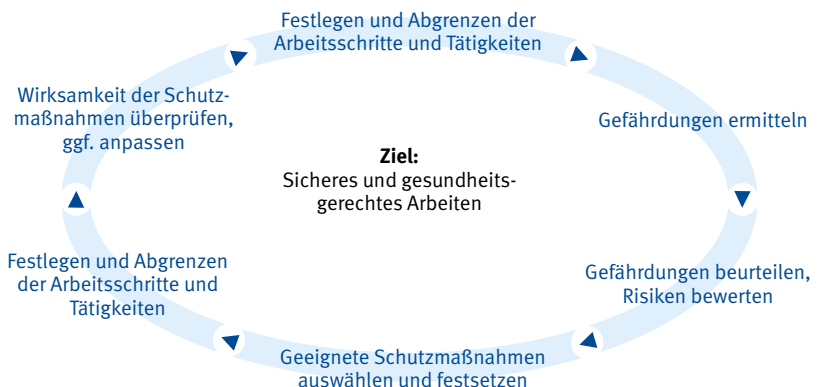 Festlegen und Abgrenzen der
Arbeitsschritte und Tätigkeiten
Gefährdungen ermitteln
Gefährdungen beurteilen,
Risiken bewerten
Geeignete Schutzmaßnahmen
auswählen und festsetzen
Festlegen und Abgrenzen
der Arbeitsschritte und
Tätigkeiten
Wirksamkeit der Schutz-
maßnahmen überprüfen,
ggf. anpassen
Ziel:
Sicheres und gesundheits-
gerechtes Arbeiten